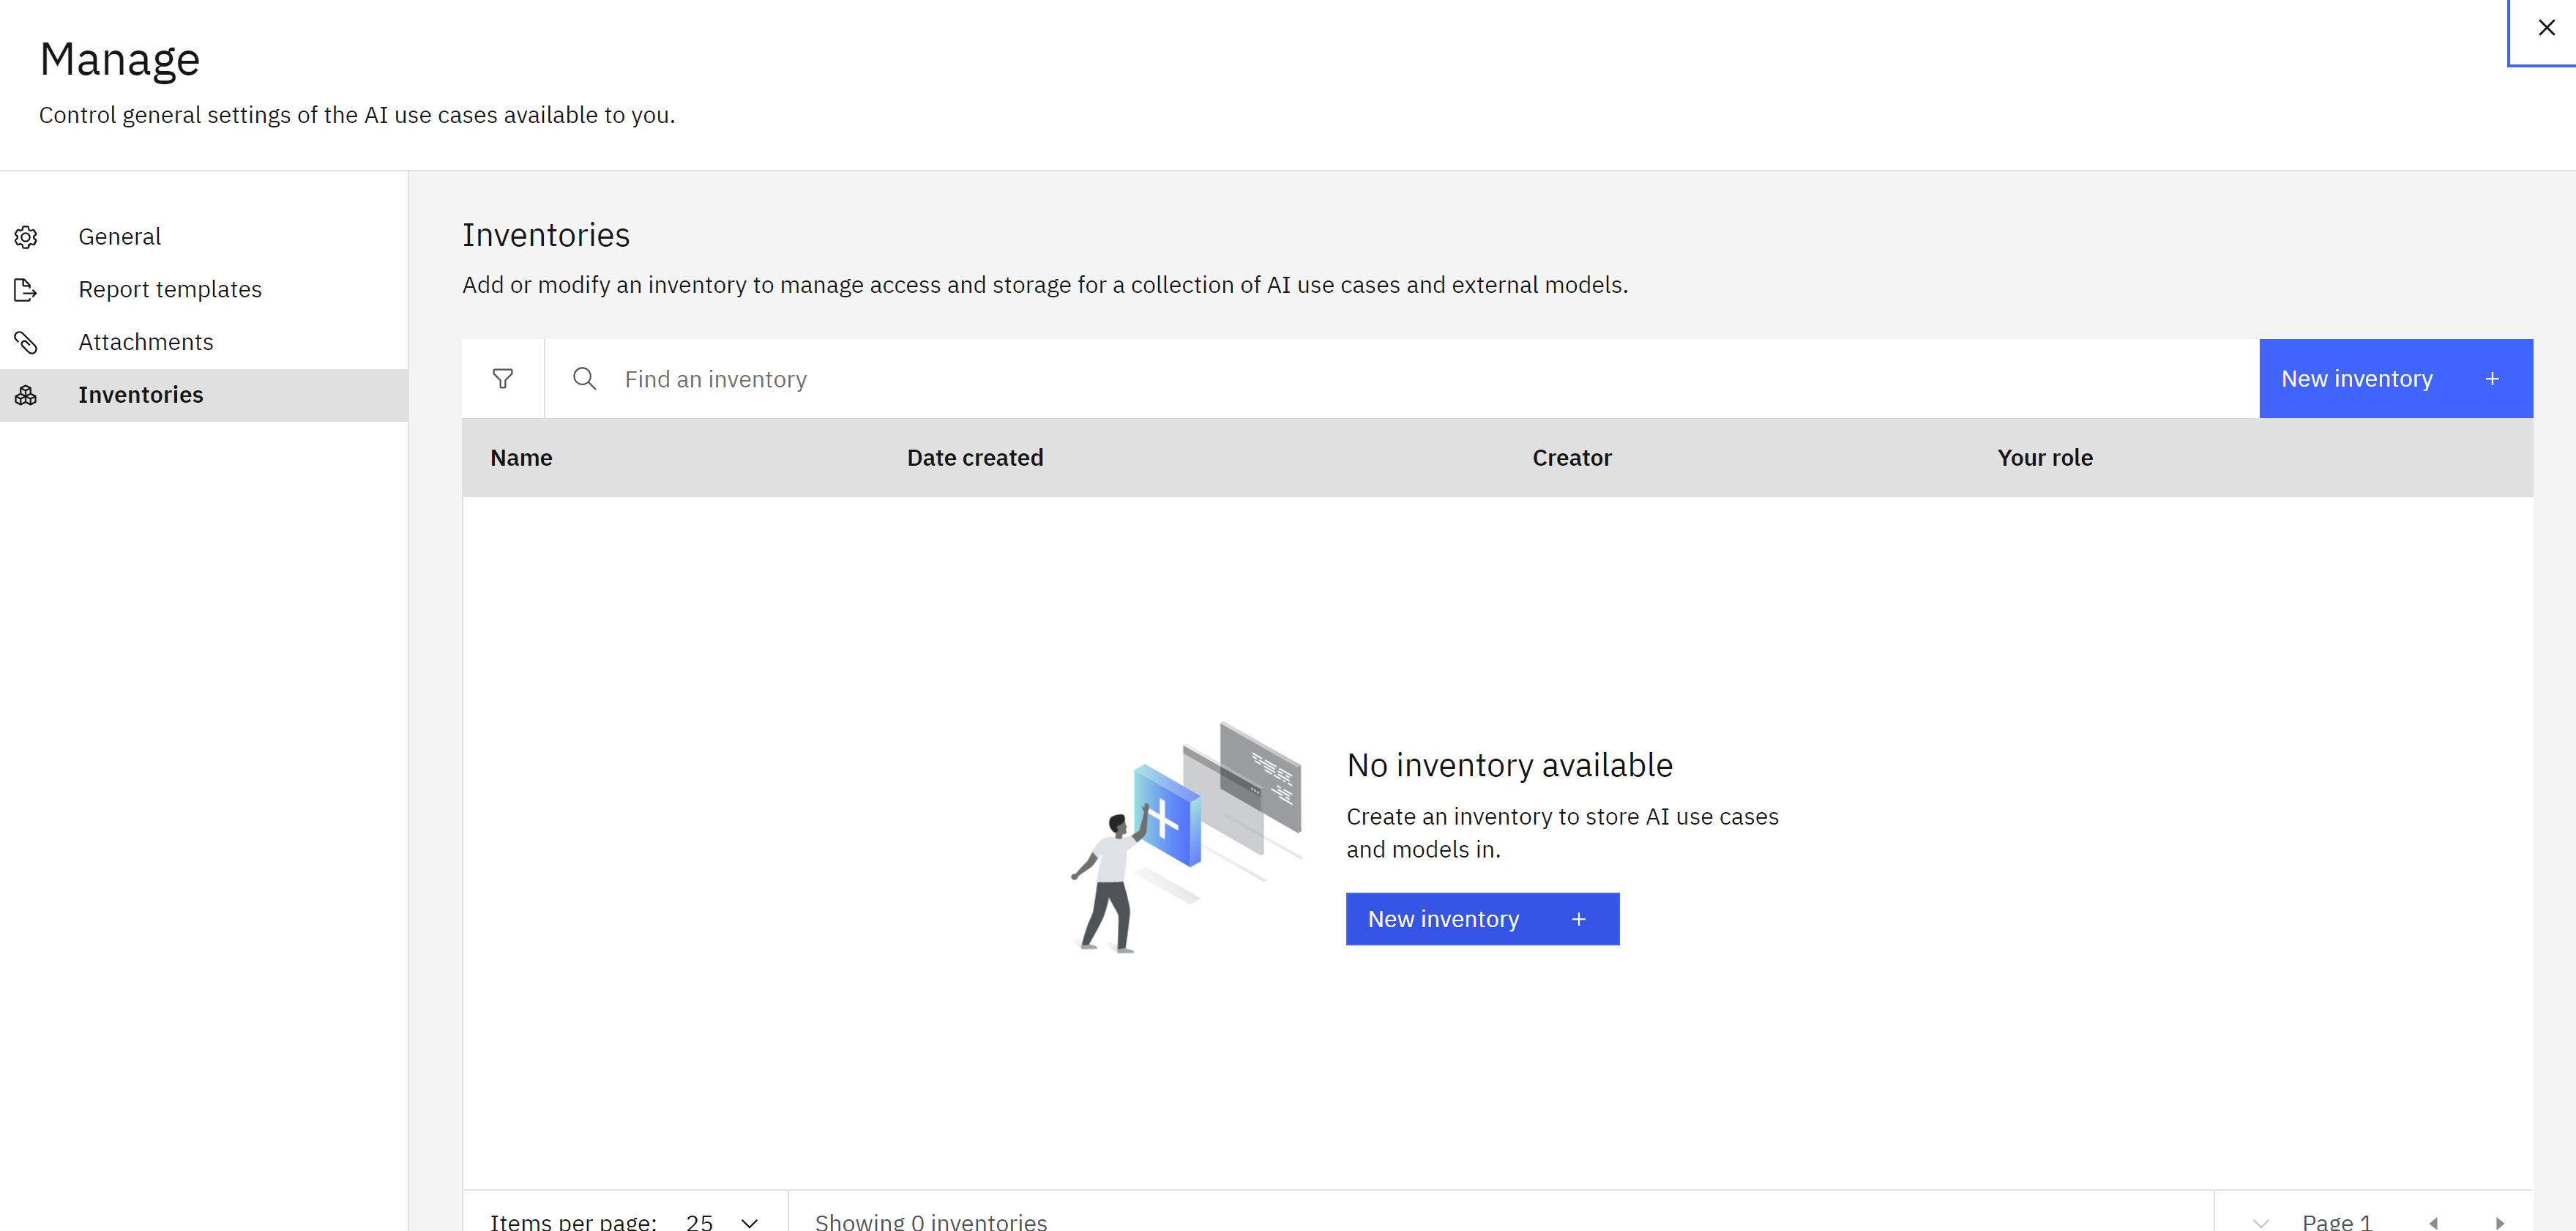 Manage
Control general settings of the AI use cases available to you.
General
Report templates
Attachments
Inventories
Inventories
Add or modify an inventory to manage access and storage for a collection of AI use cases and external models.
Find an inventory
New inventory +
Name Date created Creator Your role
No inventory available
Create an inventory to store AI use cases
and models in.
New inventory +
Items per page: 25 Showing 0 inventories Page 1